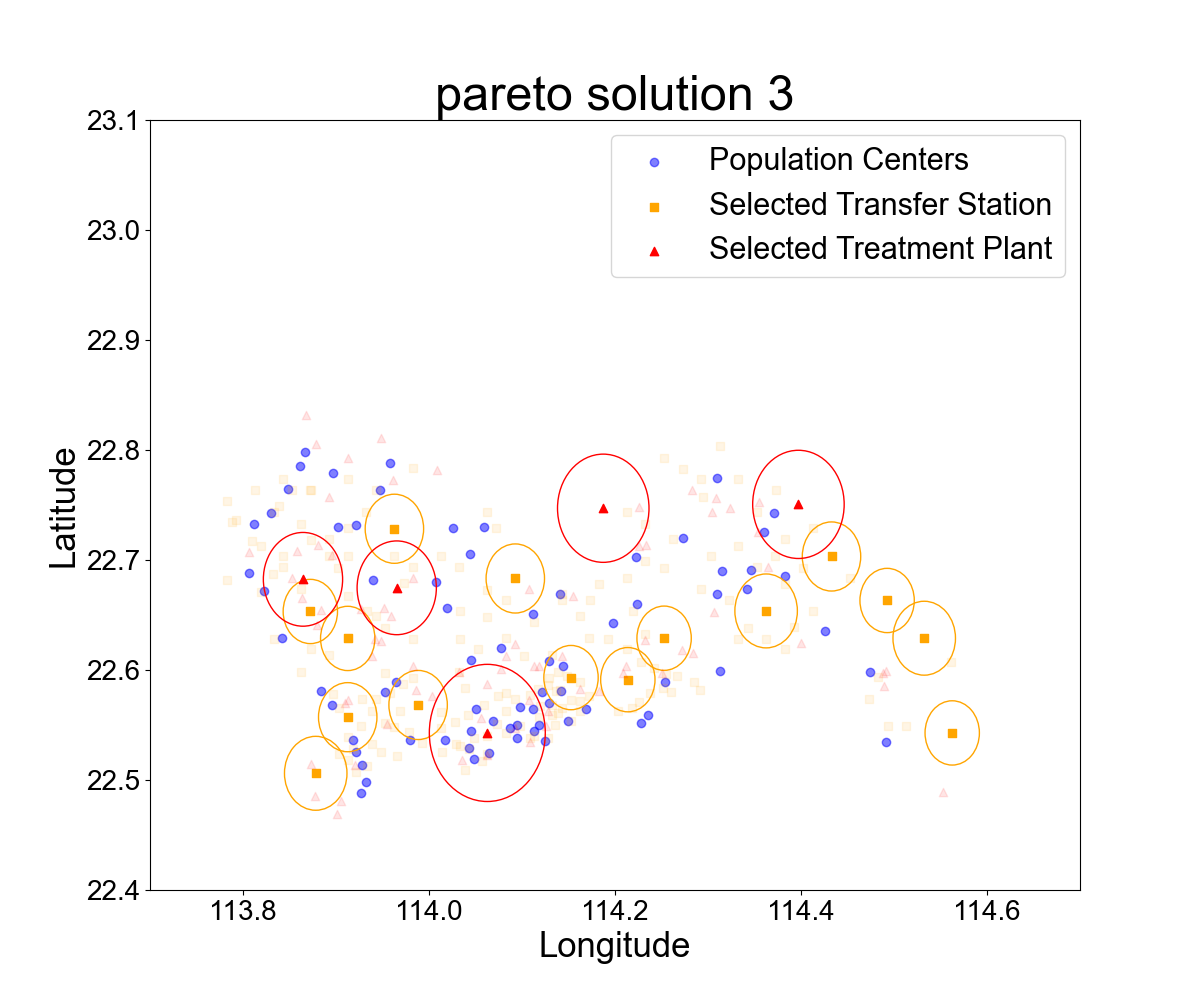 pareto solution 3
23.1
23.0
22.9
22.8
22.7
22.6
22.5
22.4
Latitude
Population Centers
Selected Transfer Station
Selected Treatment Plant
113.8 114.0 114.2 114.4 114.6
Longitude